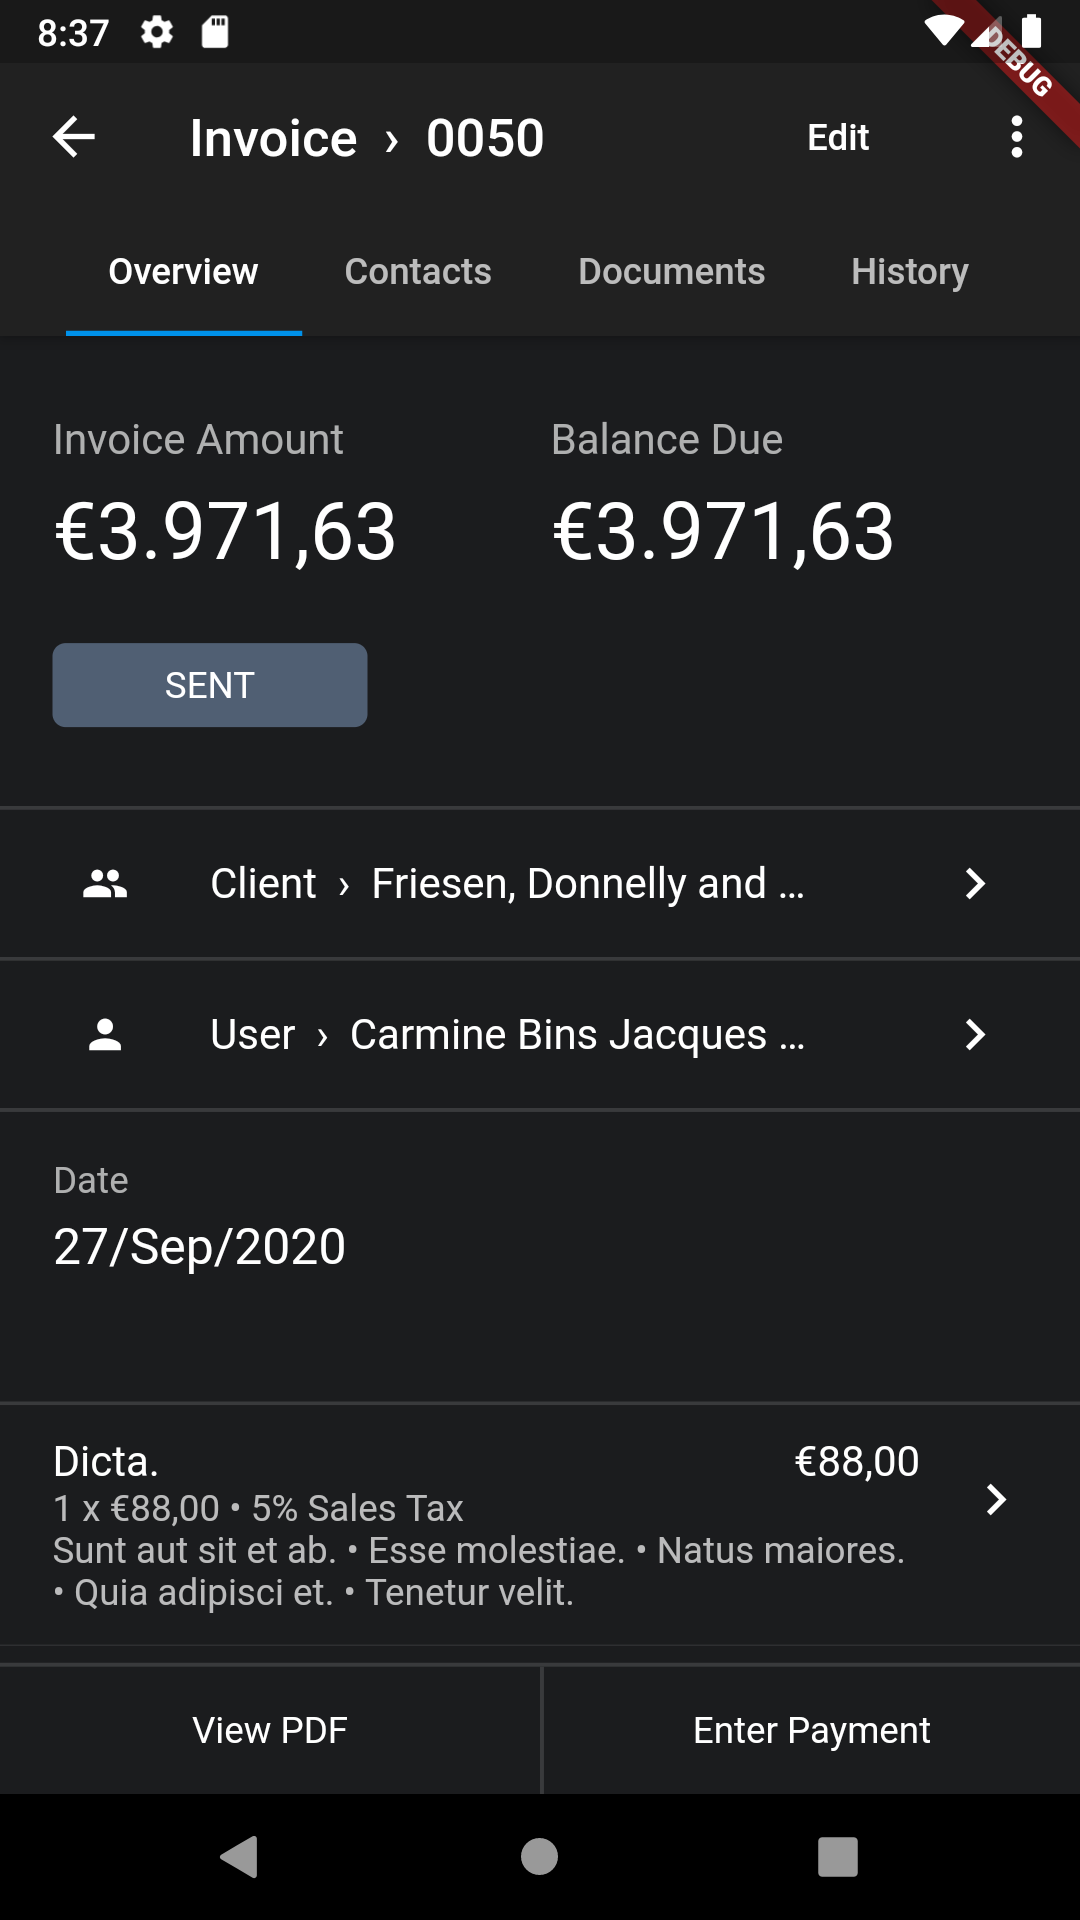 8:37
DEBUG
Invoice › 0050
Edit
Overview
Contacts
Documents
History
Invoice Amount
Balance Due
€3.971,63
€3.971,63
SENT
Client › Friesen, Donnelly and ...
User › Carmine Bins Jacques ...
Date
27/Sep/2020
Dicta.
€88,00
1 x €88,00 • 5% Sales Tax
Sunt aut sit et ab. • Esse molestiae. • Natus maiores.
• Quia adipisci et. • Tenetur velit.
View PDF
Enter Payment